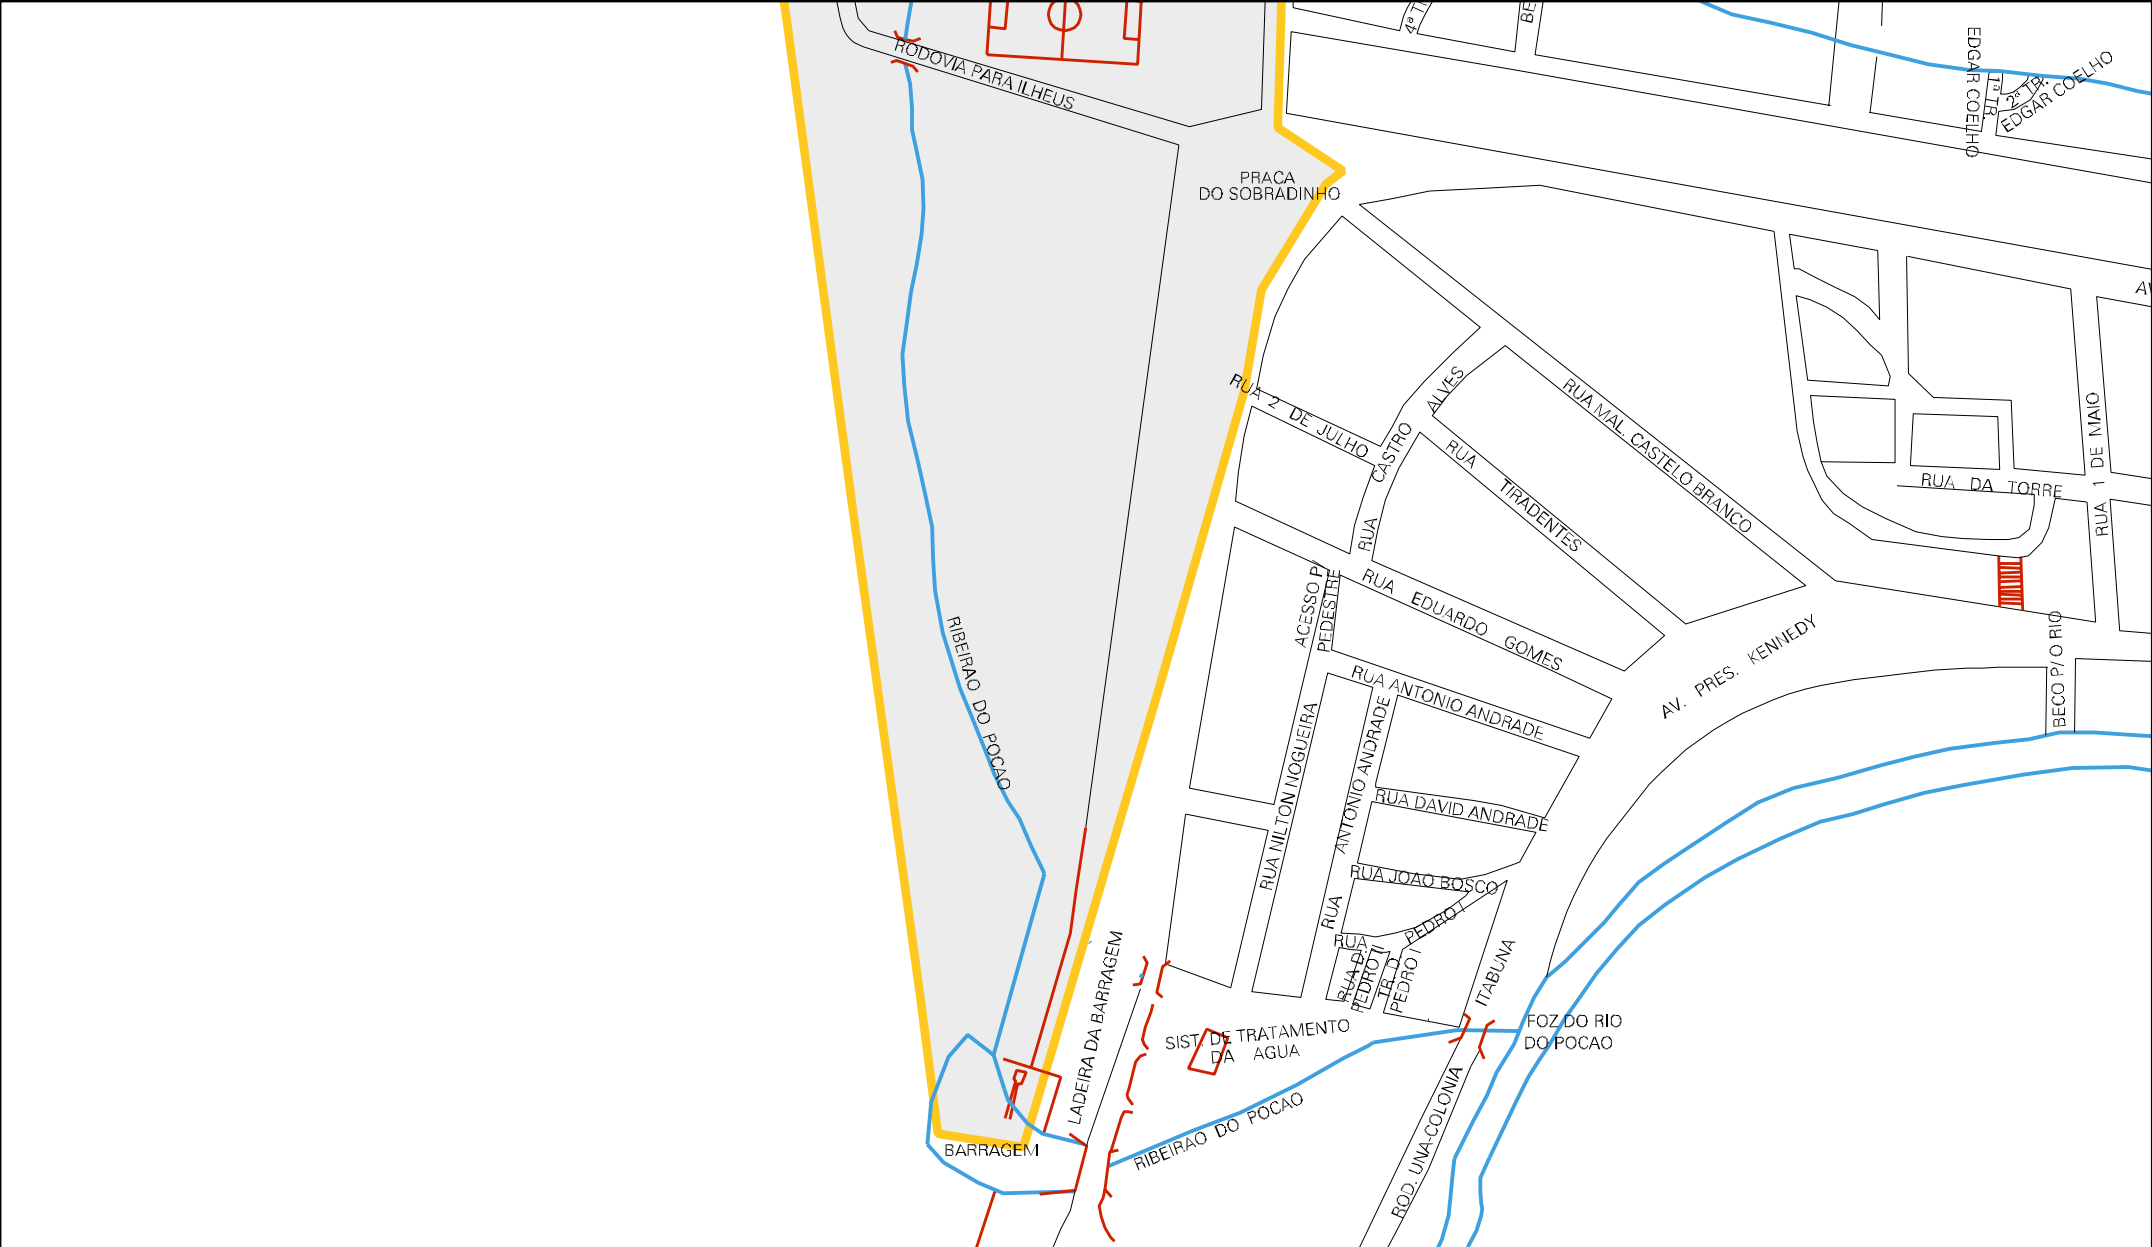 4ª T
BE
EDGAR COELHO
1ª TR.
2ª TR.
EDGAR COELHO
RODOVIA PARA ILHEUS
PRACA
DO SOBRADINHO
AV
RUA 2 DE JULHO
RUA CASTRO ALVES
RUA MAL. CASTELO BRANCO
RUA TIRADENTES
RUA 1 DE MAIO
RUA DA TORRE
ACESSO P/
PEDESTRE
RUA EDUARDO GOMES
RUA ANTONIO ANDRADE
AV. PRES. KENNEDY
BECO P/ O RIO
RIBEIRAO DO POCAO
RUA NILTON NOGUEIRA
RUA ANTONIO ANDRADE
RUA DAVID ANDRADE
RUA JOAO BOSCO
RUA PEDRO I
RUA D.
PEDRO II
TR. D.
PEDRO I
ITABUNA
LADEIRA DA BARRAGEM
SIST. DE TRATAMENTO
DA AGUA
FOZ DO RIO
DO POCAO
BARRAGEM
RIBEIRAO DO POCAO
ROD. UNA-COLONIA